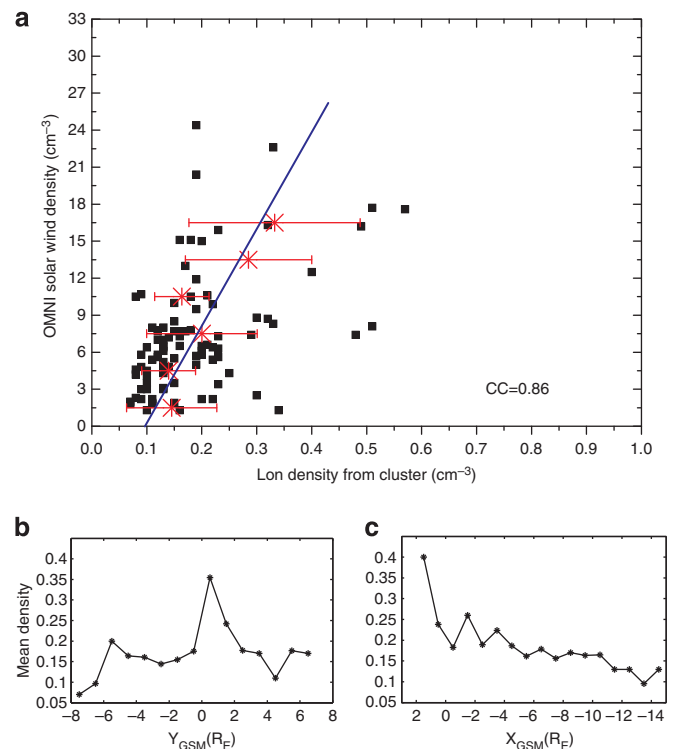 a
33
30
27
24
21
18
15
12
9
6
3
0
OMNI solar wind density (cm⁻³)
CC=0.86
0.0 0.1 0.2 0.3 0.4 0.5 0.6 0.7 0.8 0.9 1.0
Lon density from cluster (cm⁻³)
b
0.4
0.35
0.3
0.25
0.2
0.15
0.1
0.05
Mean density
−8 −6 −4 −2 0 2 4 6 8
Y_GSM(R_E)
c
0.4
0.35
0.3
0.25
0.2
0.15
0.1
0.05
2 0 −2 −4 −6 −8 −10 −12 −14
X_GSM(R_E)